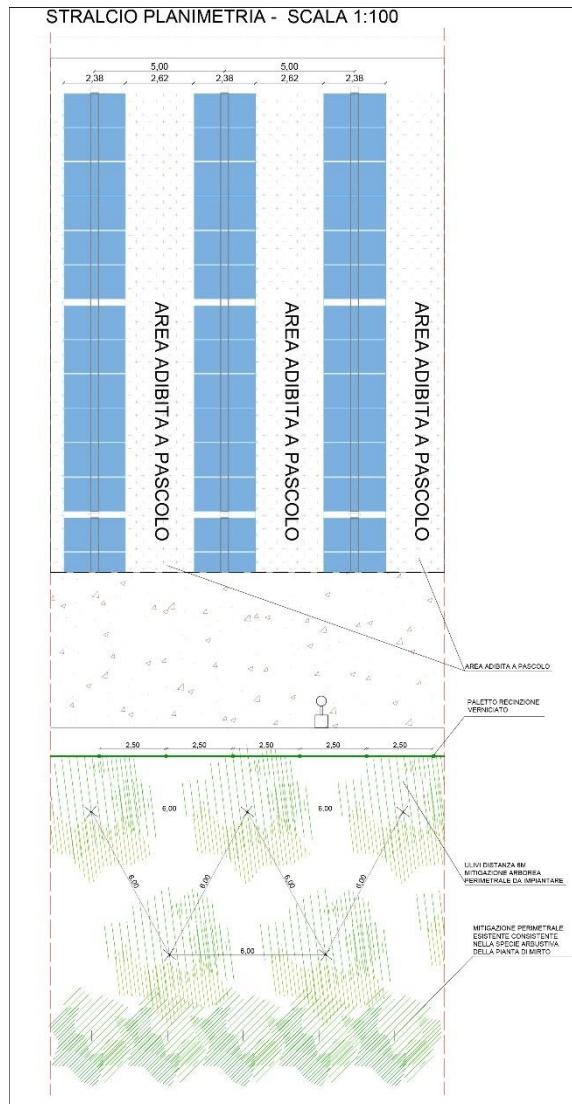 STRALCIO PLANIMETRIA - SCALA 1:100
5,00
5,00
2,38
2,62
2,38
2,62
2,38
AREA ADIBITA A PASCOLO
AREA ADIBITA A PASCOLO
AREA ADIBITA A PASCOLO
AREA ADIBITA A PASCOLO
PALETTO RECINZIONE
VERNICIATO
2,50
2,50
2,50
2,50
2,50
6,00
6,00
6,00
6,00
6,00
6,00
6,00
ULIVI DISTANZA 6M
MITIGAZIONE ARBOREA
PERIMETRALE DA IMPIANTARE
MITIGAZIONE PERIMETRALE
ESISTENTE CONSISTENTE
NELLA SPECIE ARBUSTIVA
DELLA PIANTA DI MIRTO